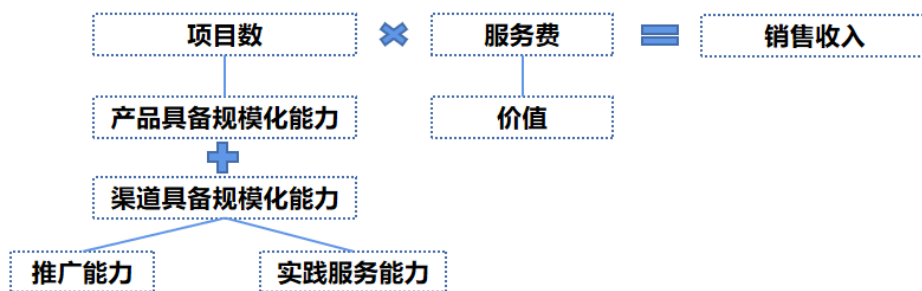 项目数
服务费
销售收入
产品具备规模化能力
价值
渠道具备规模化能力
推广能力
实践服务能力